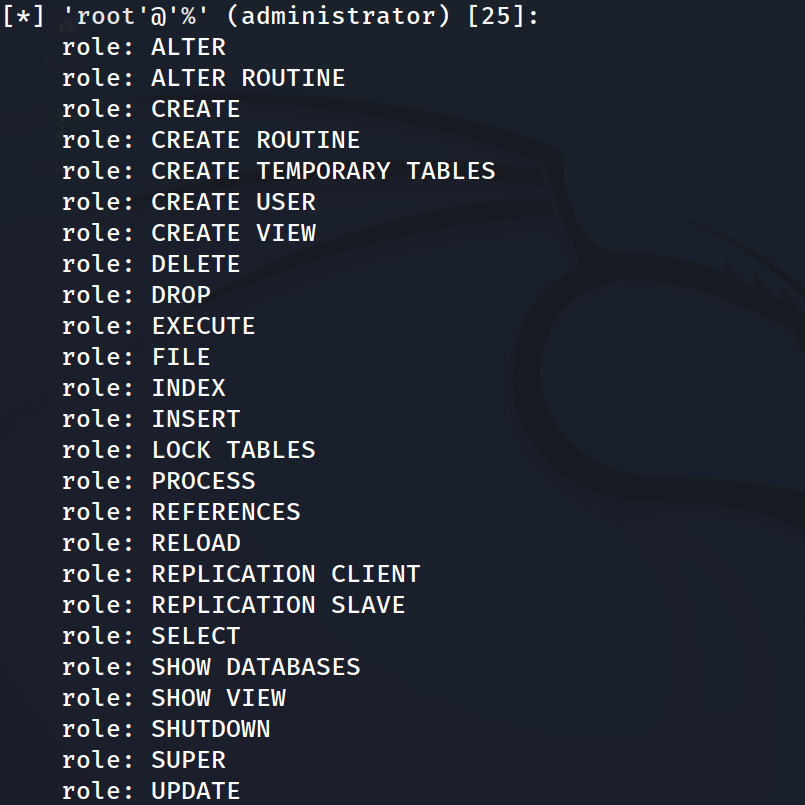 [*] 'root'@'%' (administrator) [25]:
role: ALTER
role: ALTER ROUTINE
role: CREATE
role: CREATE ROUTINE
role: CREATE TEMPORARY TABLES
role: CREATE USER
role: CREATE VIEW
role: DELETE
role: DROP
role: EXECUTE
role: FILE
role: INDEX
role: INSERT
role: LOCK TABLES
role: PROCESS
role: REFERENCES
role: RELOAD
role: REPLICATION CLIENT
role: REPLICATION SLAVE
role: SELECT
role: SHOW DATABASES
role: SHOW VIEW
role: SHUTDOWN
role: SUPER
role: UPDATE
Home